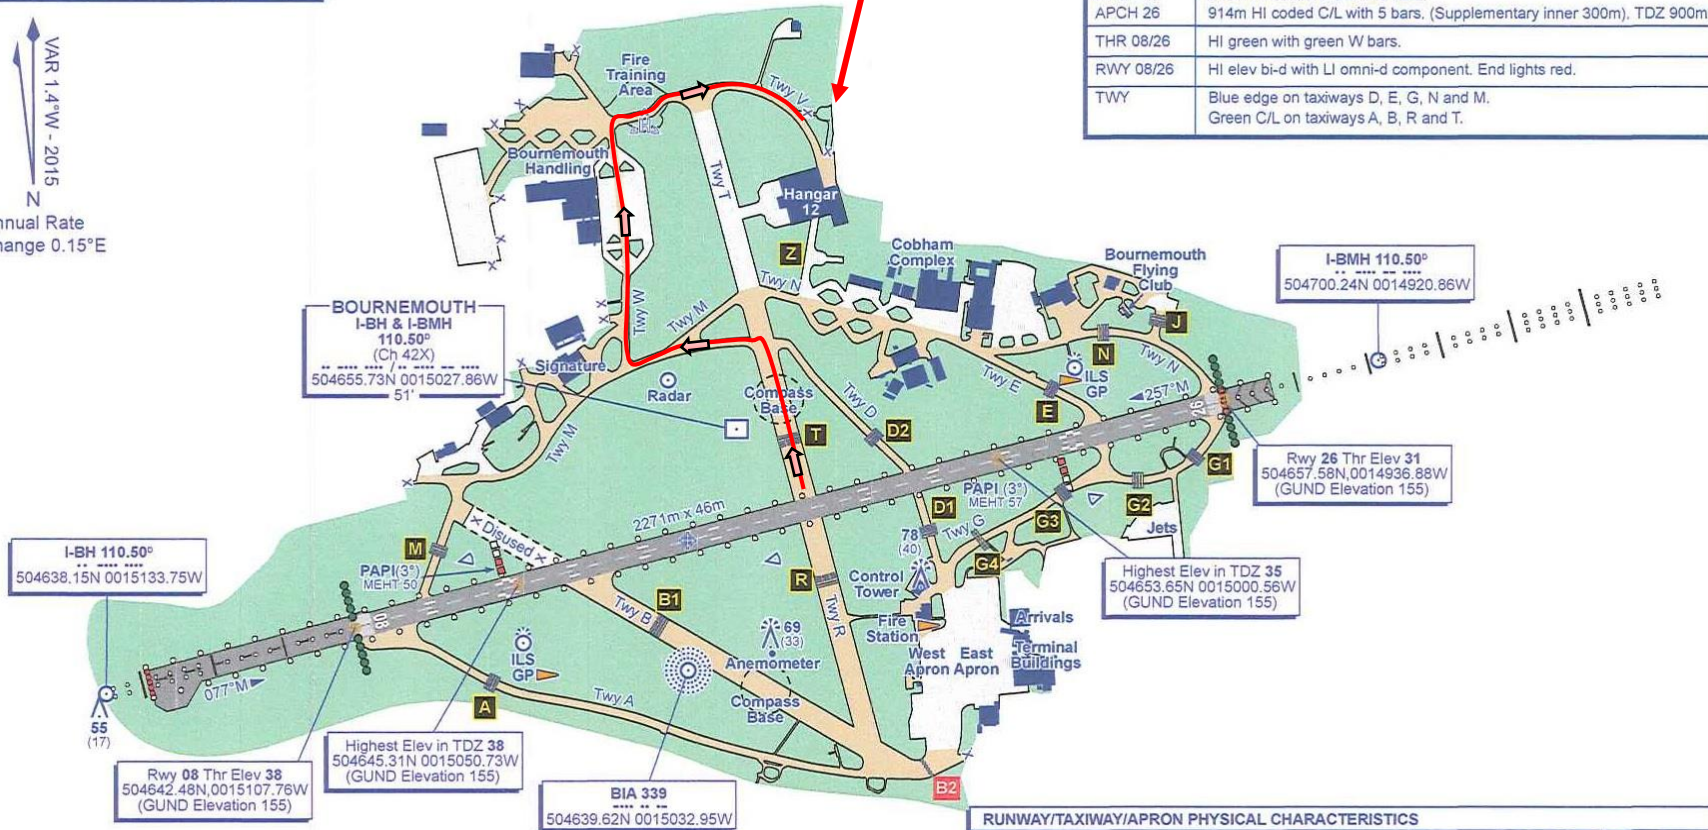 VAR 1.4°W - 2015
N
nnual Rate
hange 0.15°E
APCH 26
914m HI coded C/L with 5 bars. (Supplementary inner 300m). TDZ 900m
THR 08/26
HI green with green W bars.
RWY 08/26
HI elev bi-d with LI omni-d component. End lights red.
TWY
Blue edge on taxiways D, E, G, N and M.
Green C/L on taxiways A, B, R and T.
Fire
Training
Area
Twy V
Bournemouth
Handling
Twy T
Hangar
12
Z
Cobham
Complex
Bournemouth
Flying
Club
I-BMH 110.50º
504700.24N 0014920.86W
BOURNEMOUTH
I-BH & I-BMH
110.50º
(Ch 42X)
504655.73N 0015027.86W
51'
Twy W
Twy M
Twy N
J
N
Twy N
Signature
Radar
Compass
Base
Twy D
Twy E
E
ILS
GP
257°M
26
T
D2
Twy M
G1
Rwy 26 Thr Elev 31
504657.58N,0014936.88W
(GUND Elevation 155)
PAPI (3°)
MEHT 57
G2
D1
G3
Jets
2271m x 46m
X Disused X
M
78
(40)
Twy G
G4
I-BH 110.50º
504638.15N 0015133.75W
PAPI(3°)
MEHT 50
R
Control
Tower
Highest Elev in TDZ 35
504653.65N 0015000.56W
(GUND Elevation 155)
B1
Twy B
Twy R
08
69
(33)
Anemometer
Fire
Station
Arrivals
West
Apron
East
Apron
Terminal
Buildings
ILS
GP
077°M
Twy A
A
Compass
Base
55
(17)
Highest Elev in TDZ 38
504645.31N 0015050.73W
(GUND Elevation 155)
Rwy 08 Thr Elev 38
504642.48N,0015107.76W
(GUND Elevation 155)
BIA 339
504639.62N 0015032.95W
B2
RUNWAY/TAXIWAY/APRON PHYSICAL CHARACTERISTICS